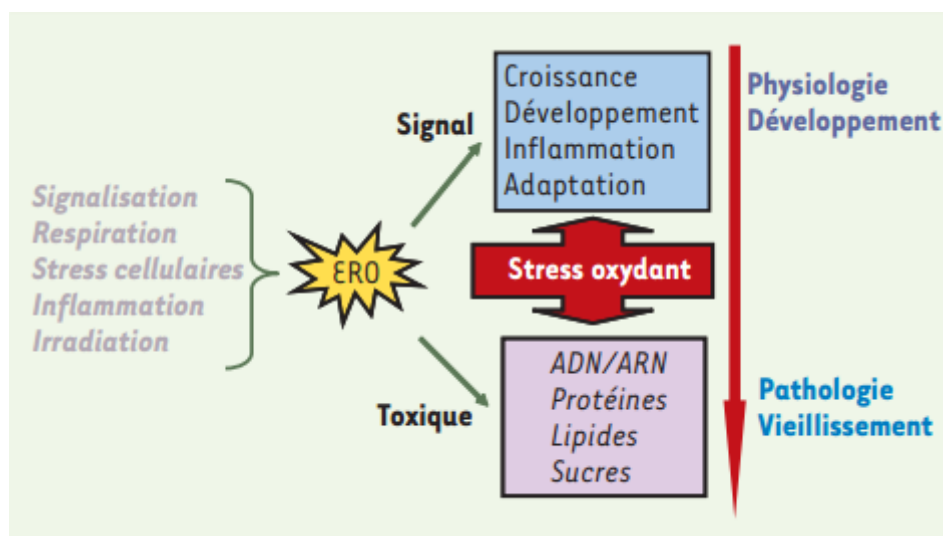 Signalisation
Respiration
Stress cellulaires
Inflammation
Irradiation
ERO
Signal
Toxique
Croissance
Développement
Inflammation
Adaptation
Stress oxydant
ADN/ARN
Protéines
Lipides
Sucres
Physiologie
Développement
Pathologie
Vieillissement